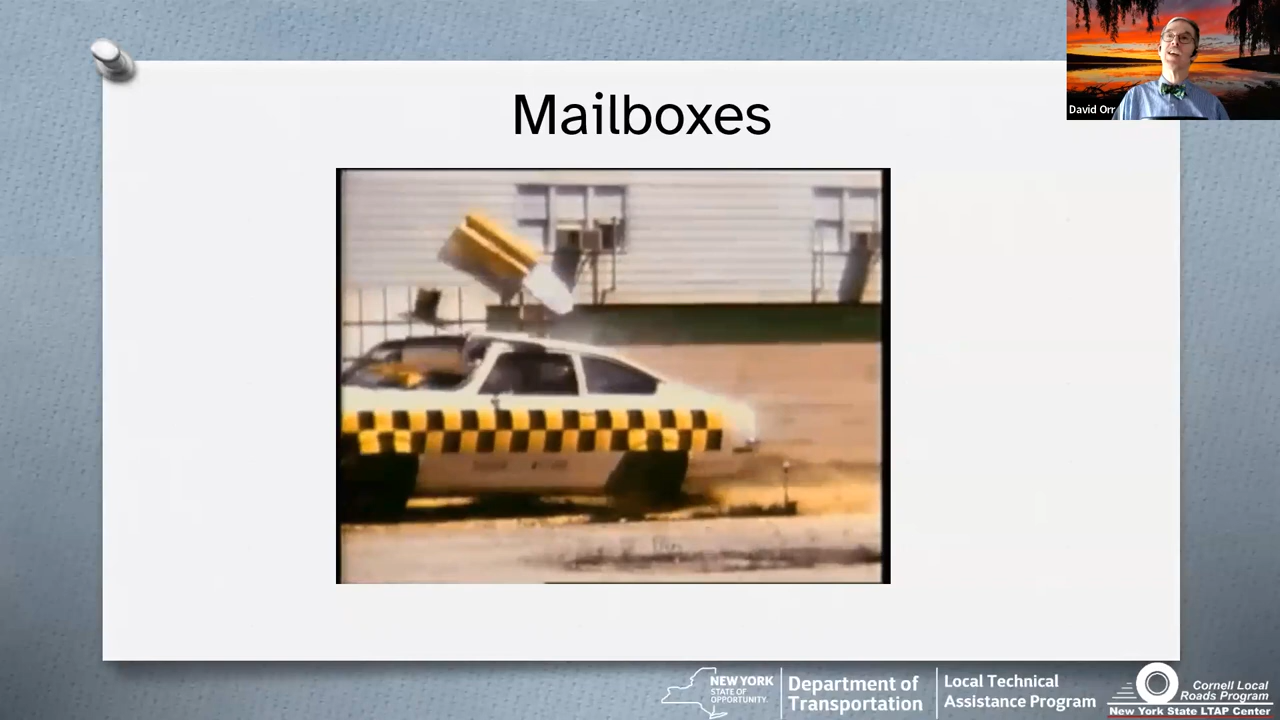 Mailboxes
David Orr
NEW YORK
STATE OF
OPPORTUNITY.
Department of
Transportation
Local Technical
Assistance Program
Cornell Local
Roads Program
New York State LTAP Center